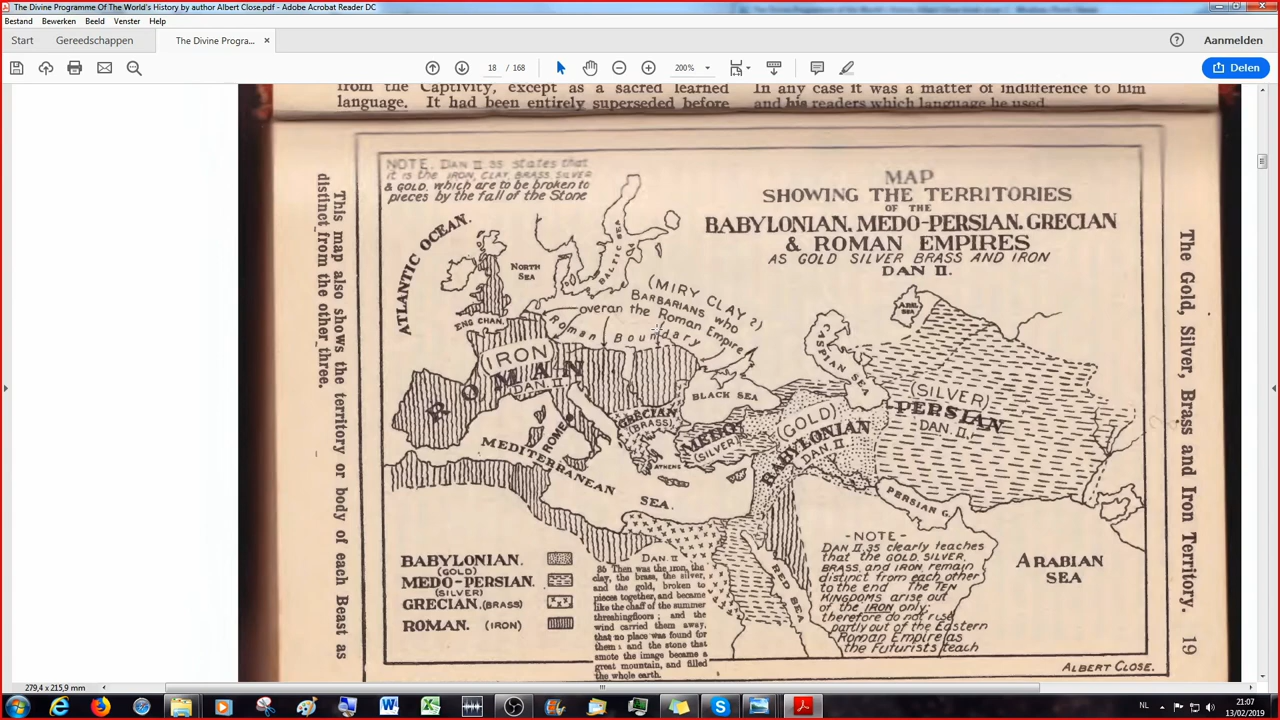 The Divine Programme Of The World's History by author Albert Close.pdf - Adobe Acrobat Reader DC
Bestand Bewerken Beeld Venster Help
Start Gereedschappen The Divine Progra... × Aanmelden
18 / 168 200% Delen
from the Captivity, except as a sacred learned
language. It had been entirely superseded before
In any case it was a matter of indifference to him
and his readers which language he used
NOTE. DAN II 35 states that
it is the IRON, CLAY, BRASS SILVER
& GOLD, which are to be broken to
pieces by the fall of the Stone
MAP
SHOWING THE TERRITORIES
OF THE
BABYLONIAN, MEDO-PERSIAN, GRECIAN
& ROMAN EMPIRES
AS GOLD SILVER BRASS AND IRON
DAN II.
This map also shows the territory or body of each Beast as
distinct from the other three.
The Gold, Silver, Brass and Iron Territory. 19
ATLANTIC OCEAN.
NORTH
SEA
BALTIC SEA
ENG CHAN.
(MIRY CLAY ?)
BARBARIANS who
overan the Roman Empire
Roman Boundary
ARAL
SEA
CASPIAN SEA
(IRON)
ROMAN
DAN. II
BLACK SEA
GRECIAN
(BRASS)
MEDO
(SILVER)
(GOLD)
BABYLONIAN
DAN. II
(SILVER)
-PERSIAN
DAN. II.
ROME
ATHENS
MEDITERRANEAN
SEA.
PERSIAN G.
RED SEA
ARABIAN
SEA
BABYLONIAN.
(GOLD)
MEDO-PERSIAN.
(SILVER)
GRECIAN. (BRASS)
ROMAN. (IRON)
DAN. II
35 Then was the iron, the
clay, the brass, the silver,
and the gold, broken to
pieces together, and became
like the chaff of the summer
threshingfloors; and the
wind carried them away,
that no place was found for
them: and the stone that
smote the image became a
great mountain, and filled
the whole earth.
- NOTE -
DAN II 35 clearly teaches
that the GOLD, SILVER,
BRASS, and IRON remain
distinct from each other
to the end The TEN
KINGDOMS arise out
of the IRON only;
therefore do not rise
partly out of the Eastern
Roman Empire as
the Futurists teach
ALBERT CLOSE.
279,4 x 215,9 mm
NL 21:07
13/02/2019